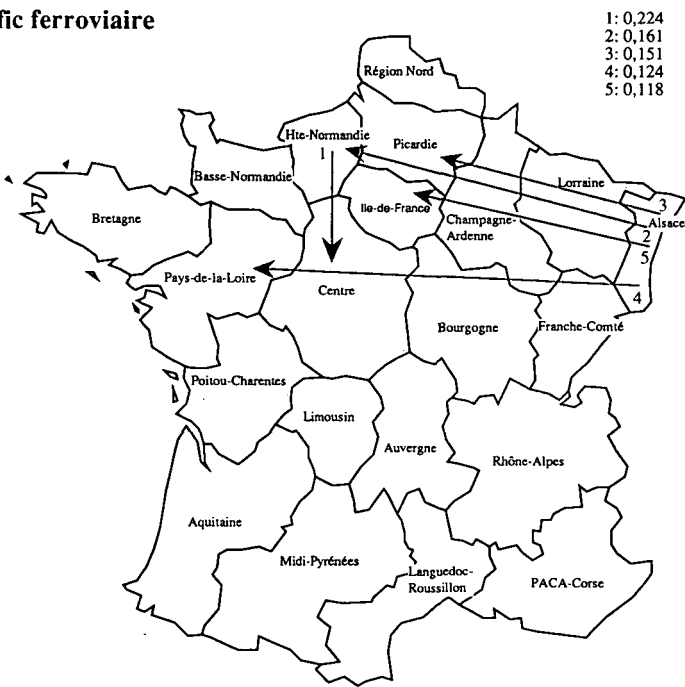 fic ferroviaire
1: 0,224
2: 0,161
3: 0,151
4: 0,124
5: 0,118
Région Nord
Hte-Normandie
1
Picardie
Basse-Normandie
Lorraine
3
Ile-de-France
Alsace
Bretagne
Champagne-
Ardenne
2
5
Pays-de-la-Loire
Centre
4
Bourgogne
Franche-Comté
Poitou-Charentes
Limousin
Auvergne
Rhône-Alpes
Aquitaine
Midi-Pyrénées
Languedoc-
Roussillon
PACA-Corse